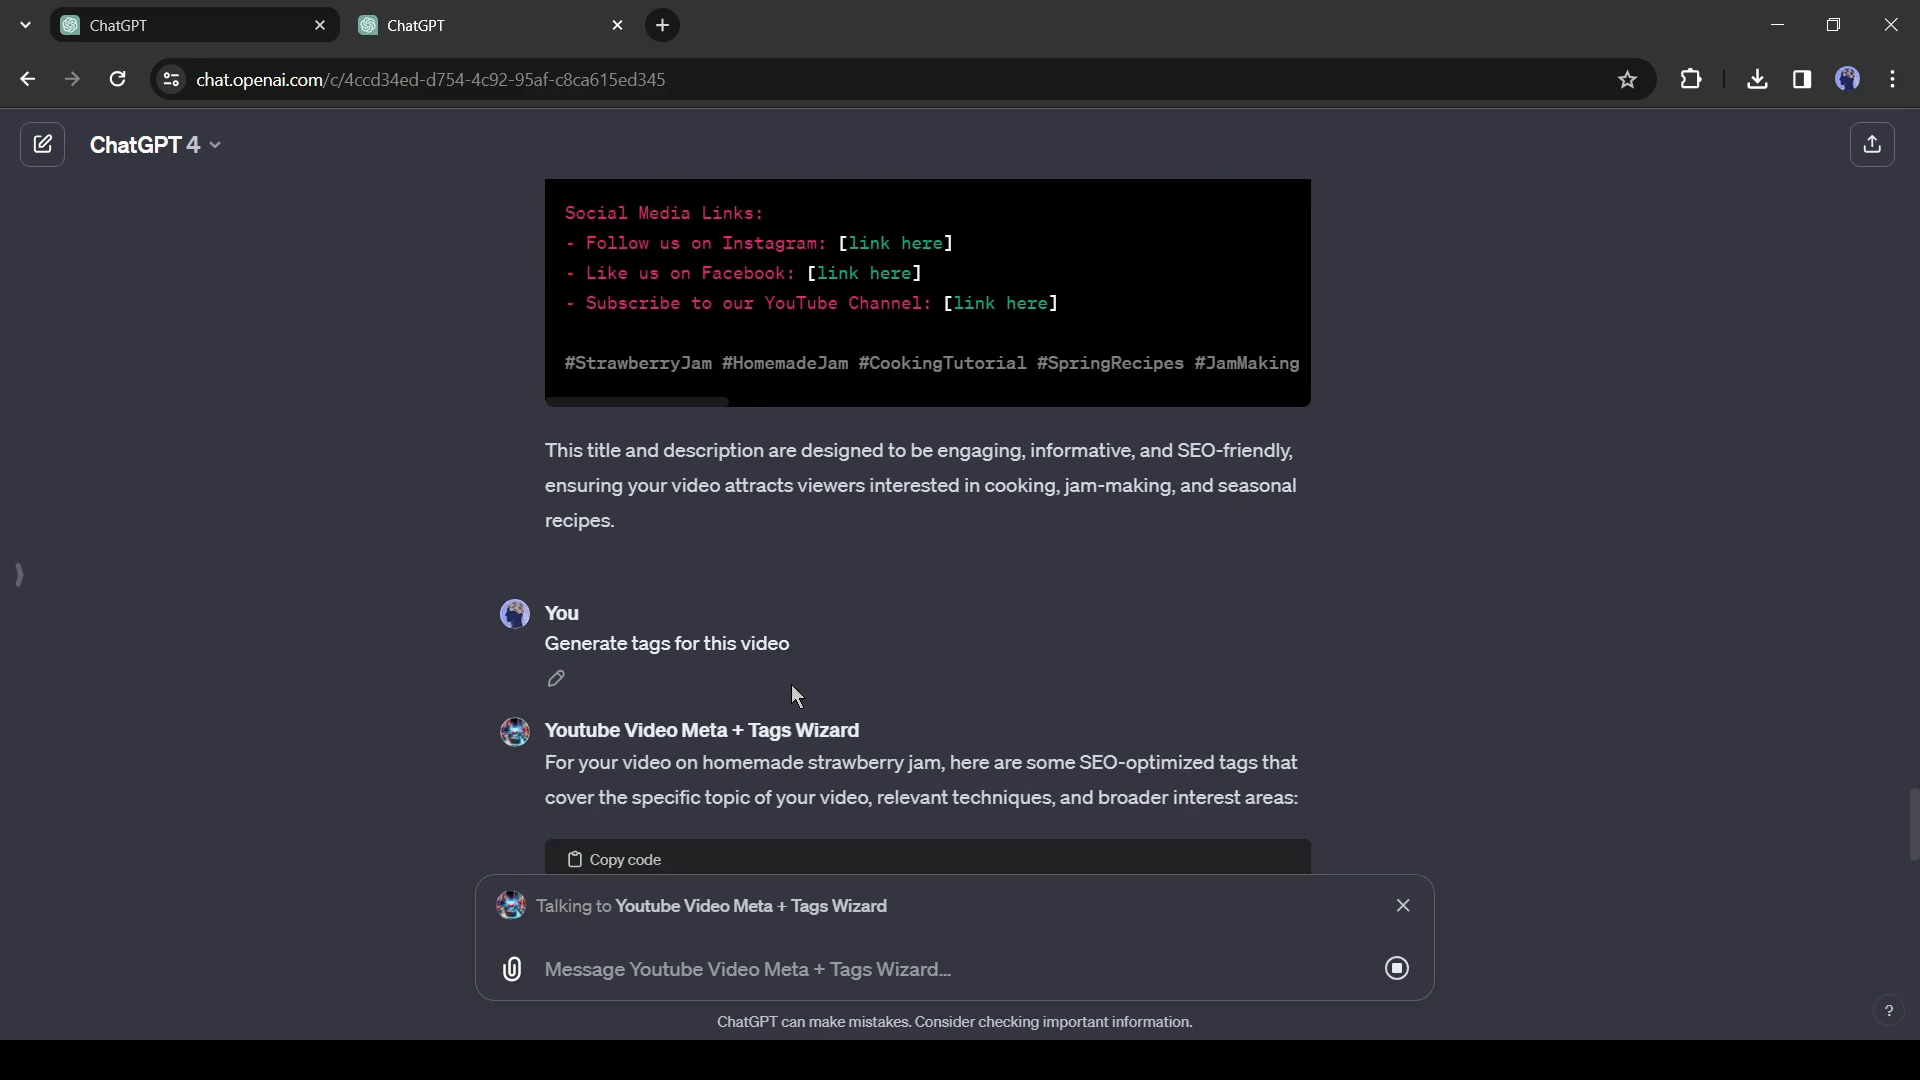 ChatGPT
ChatGPT
chat.openai.com/c/4ccd34ed-d754-4c92-95af-c8ca615ed345
ChatGPT 4
Social Media Links:
- Follow us on Instagram: [link here]
- Like us on Facebook: [link here]
- Subscribe to our YouTube Channel: [link here]
#StrawberryJam #HomemadeJam #CookingTutorial #SpringRecipes #JamMaking
This title and description are designed to be engaging, informative, and SEO-friendly,
ensuring your video attracts viewers interested in cooking, jam-making, and seasonal
recipes.
You
Generate tags for this video
Youtube Video Meta + Tags Wizard
For your video on homemade strawberry jam, here are some SEO-optimized tags that
cover the specific topic of your video, relevant techniques, and broader interest areas:
Copy code
Talking to Youtube Video Meta + Tags Wizard
Message Youtube Video Meta + Tags Wizard...
ChatGPT can make mistakes. Consider checking important information.
?